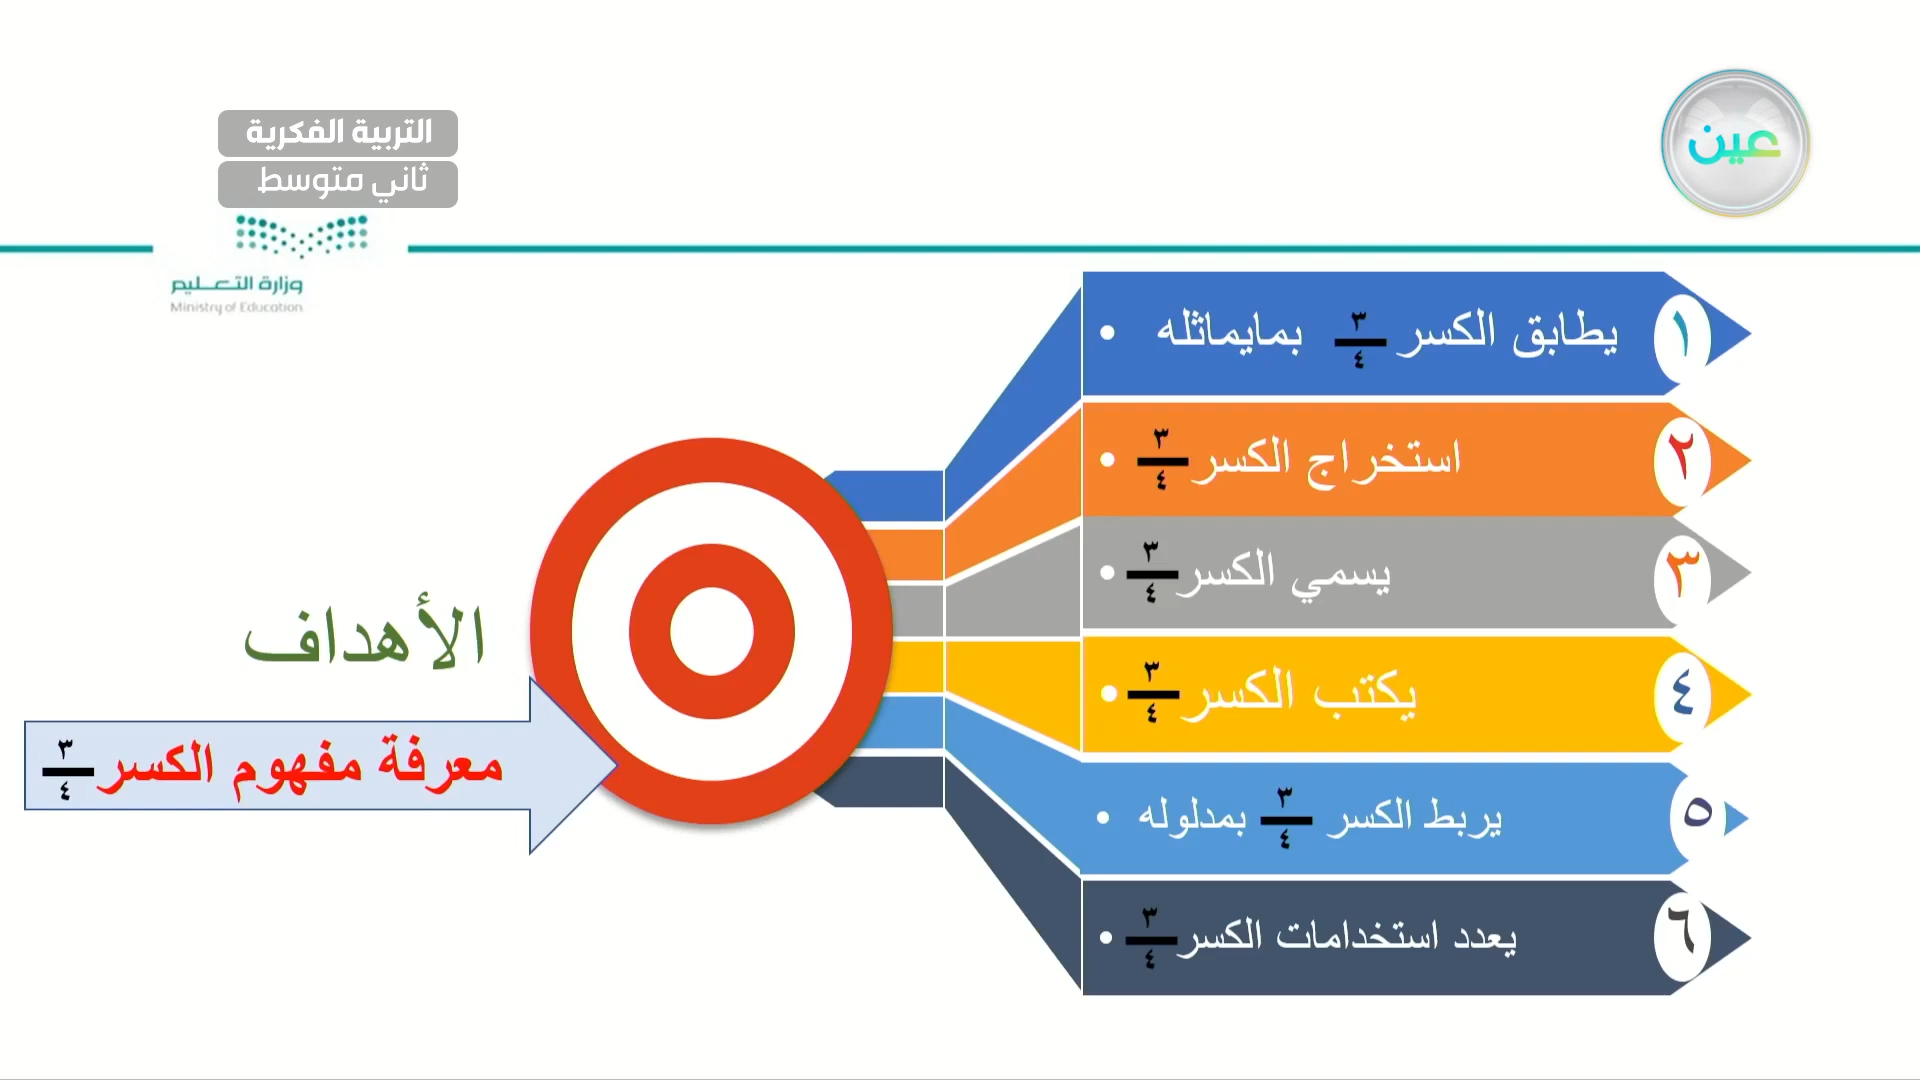 التربية الفكرية
ثاني متوسط
عين
وزارة التعليم
Ministry of Education
١ يطابق الكسر ٣/٤ بمايماثله •
٢ استخراج الكسر ٣/٤ •
٣ يسمي الكسر ٣/٤ •
٤ يكتب الكسر ٣/٤ •
٥ يربط الكسر ٣/٤ بمدلوله •
٦ يعدد استخدامات الكسر ٣/٤ •
الأهداف
معرفة مفهوم الكسر ٣/٤